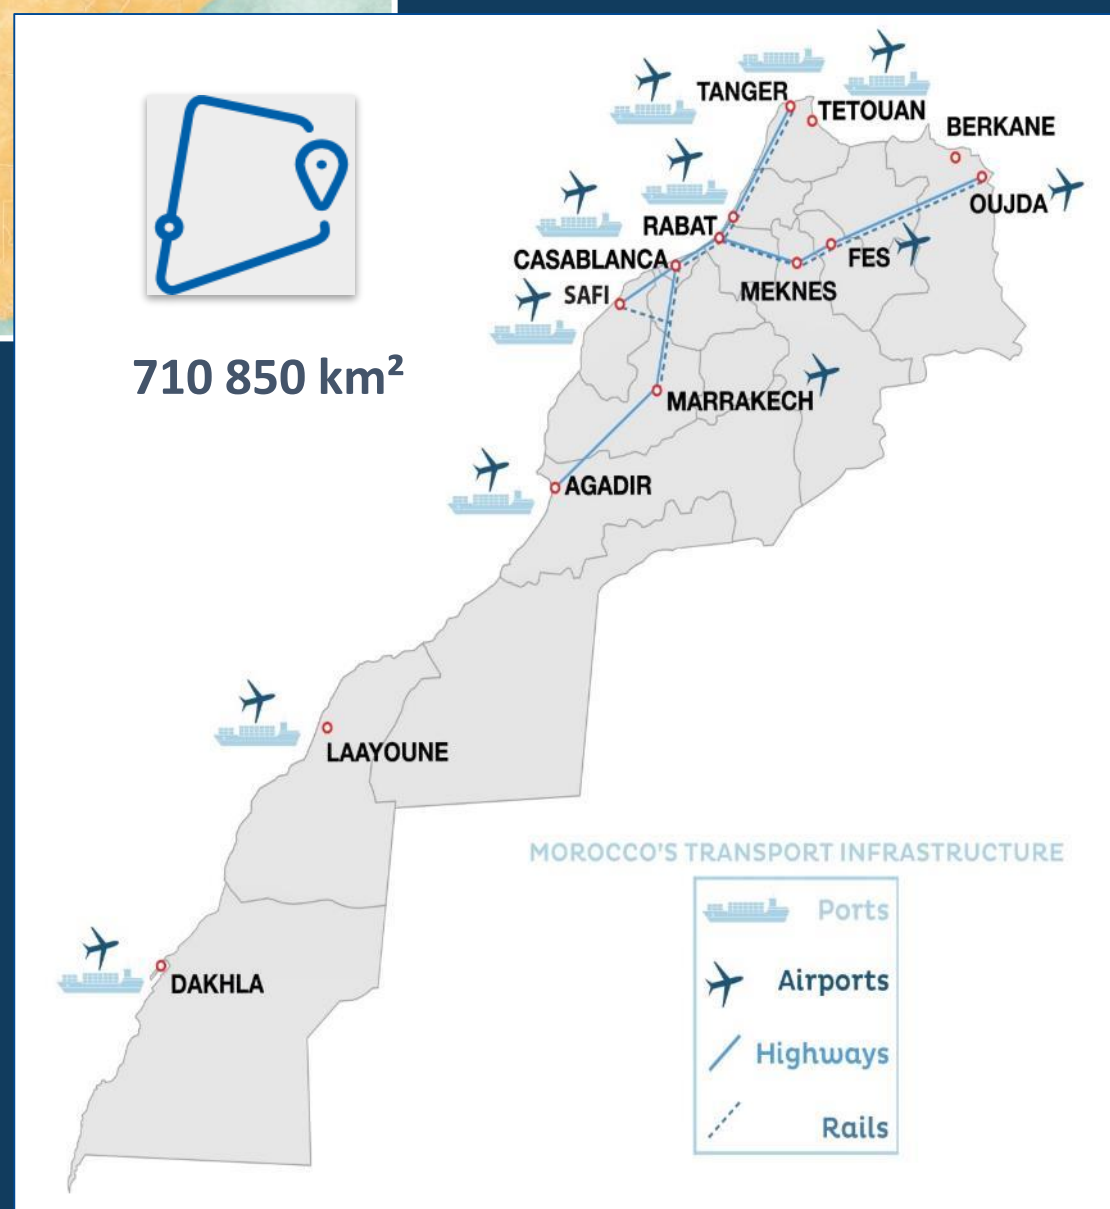 710 850 km²
TANGER
TETOUAN
BERKANE
OUJDA
RABAT
CASABLANCA
FES
SAFI
MEKNES
MARRAKECH
AGADIR
LAAYOUNE
DAKHLA
MOROCCO'S TRANSPORT INFRASTRUCTURE
Ports
Airports
Highways
Rails